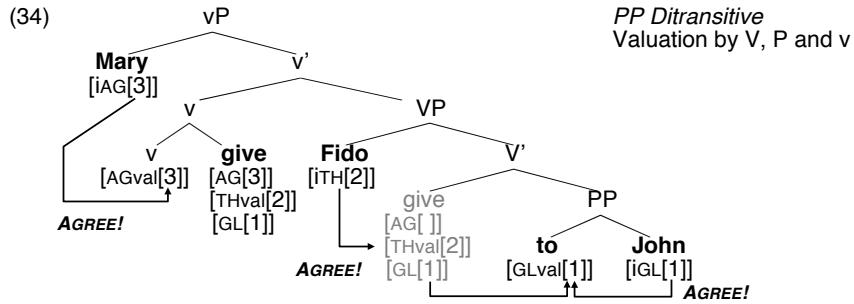 (34) vP PP Ditransitive
Valuation by V, P and v
Mary v’
[iAG[3]]
v VP
v give Fido V’
[AGval[3]] [AG[3]] [iTH[2]]
[THval[2]] give PP
[GL[1]] [AG[ ]]
AGREE! [THval[2]] to John
AGREE! [GL[1]] [GLval[1]] [iGL[1]]
AGREE!